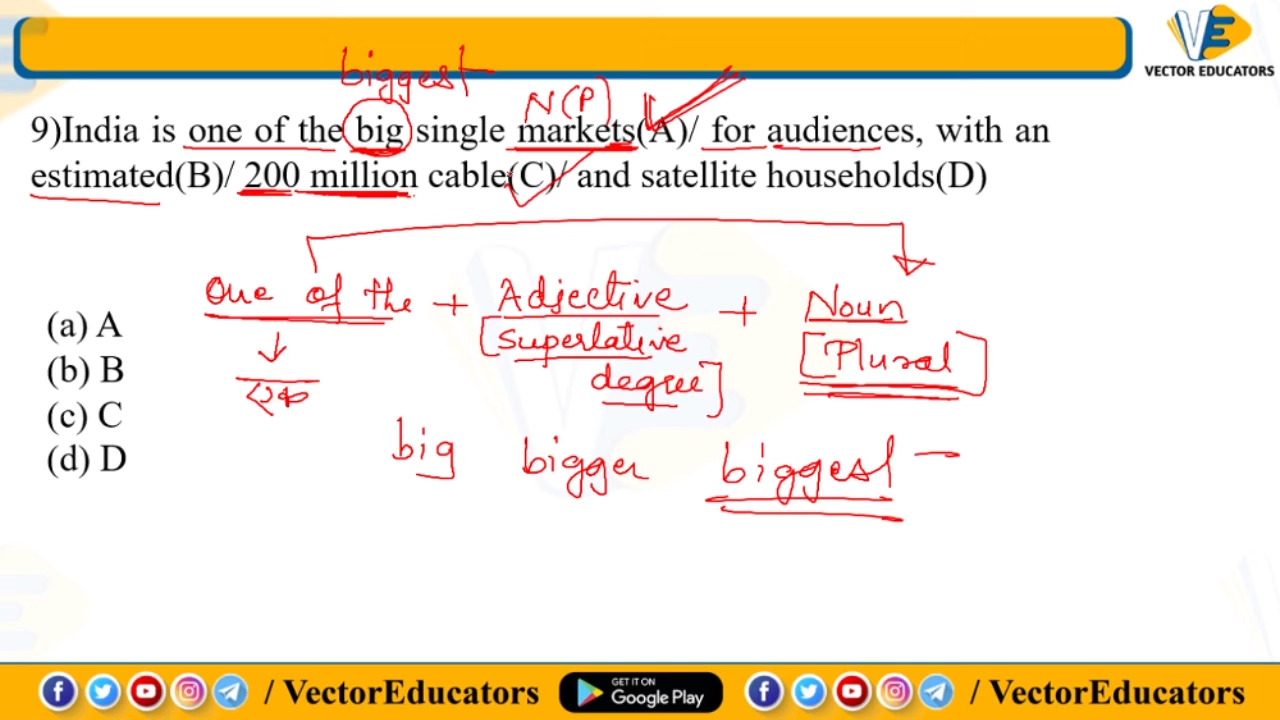 VECTOR EDUCATORS
biggest
N(P)
9)India is one of the big single markets(A)/ for audiences, with an
estimated(B)/ 200 million cable(C)/ and satellite households(D)
One of the + Adjective + Noun
[Superlative degree] [Plural]
एक
(a) A
(b) B
(c) C
(d) D
big bigger biggest
/ VectorEducators
GET IT ON
Google Play
/ VectorEducators